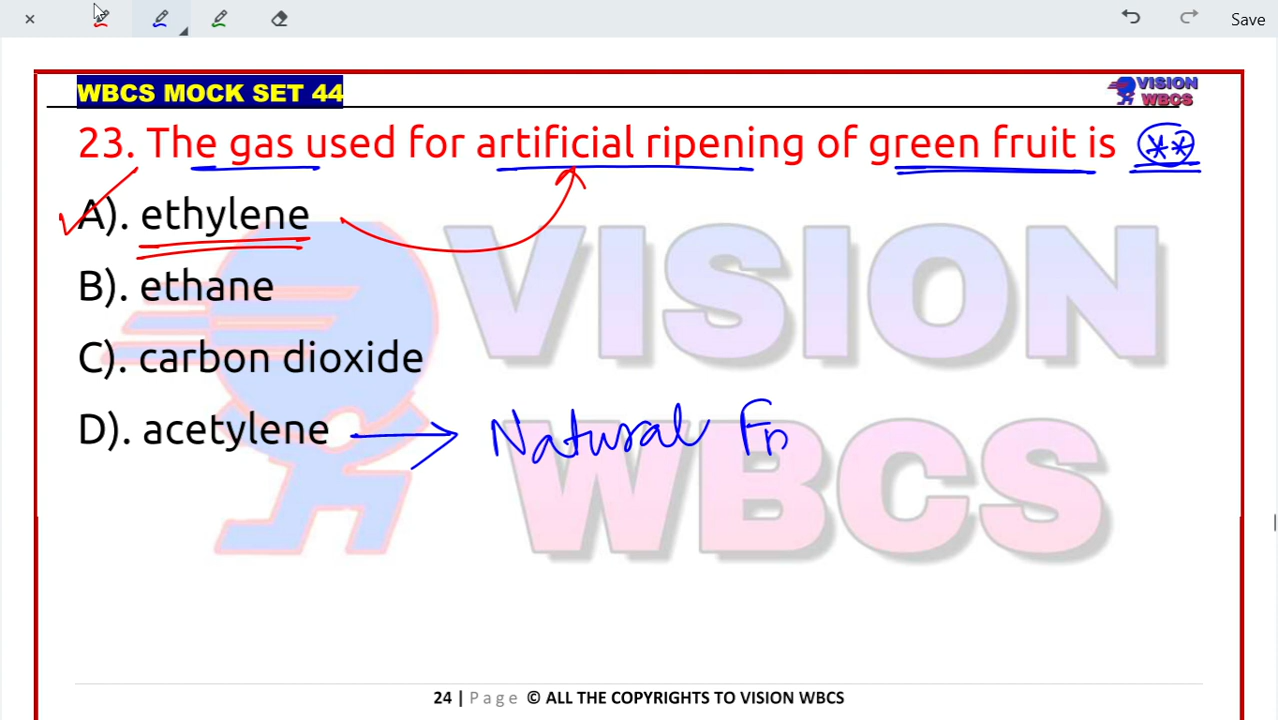 Save
WBCS MOCK SET 44
VISION
WBCS
23. The gas used for artificial ripening of green fruit is **
A). ethylene
B). ethane
C). carbon dioxide
D). acetylene → Natural
VISION
WBCS
24 | Page © ALL THE COPYRIGHTS TO VISION WBCS